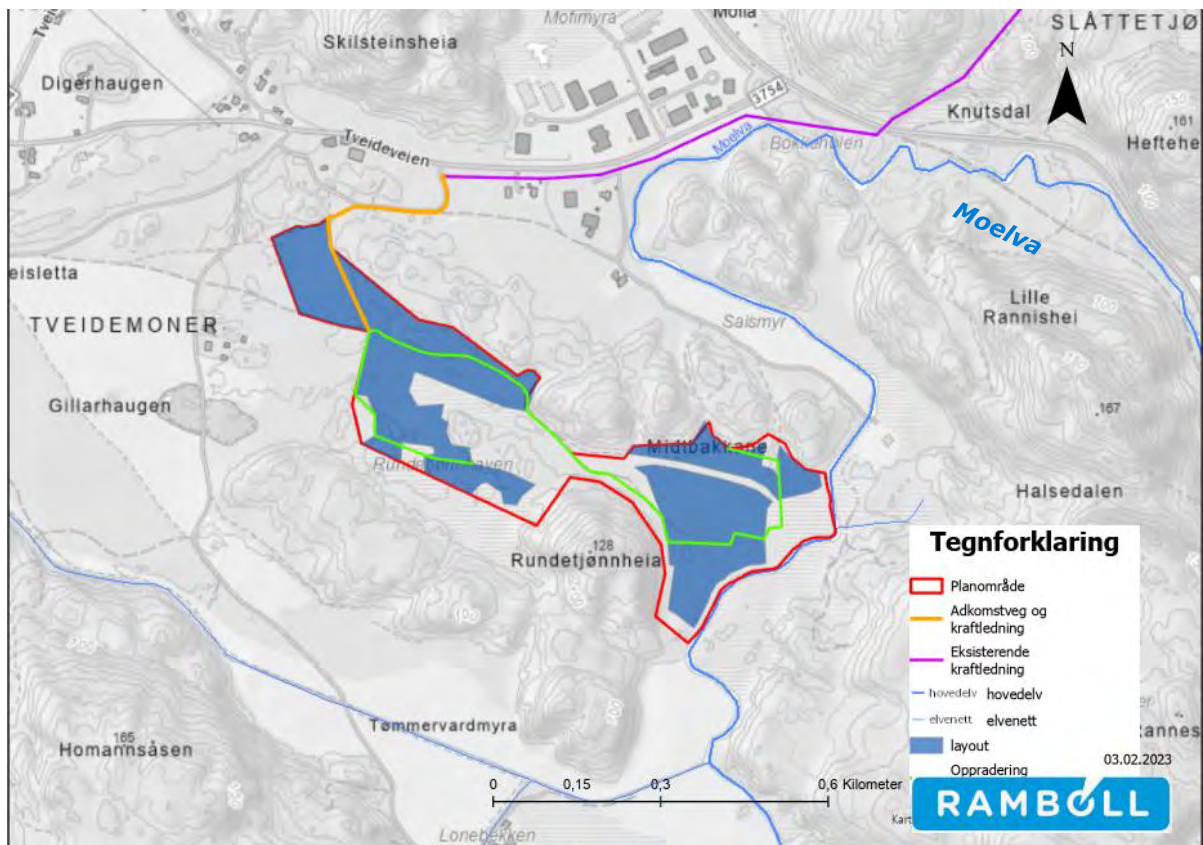 Mofimyra
Molla
SLÅTTETJØ
Skilsteinsheia
N
Digerhaugen
3754
Knutsdal
161
Heftehe
Tveideveien
Moelva
Moelva
eisletta
Lille
Rannishei
TVEIDEMONER
Salsmyr
Gillarhaugen
167
Midtbakkane
Halsedalen
128
Rundetjønnheia
Tegnforklaring
Planområde
Adkomstveg og
kraftledning
Eksisterende
kraftledning
hovedelv hovedelv
elvenett elvenett
layout
Oppradering
03.02.2023
Tømmervardmyra
165
Homannsåsen
annes
0 0,15 0,3 0,6 Kilometer
RAMBOLL
Kart
Lonebekken